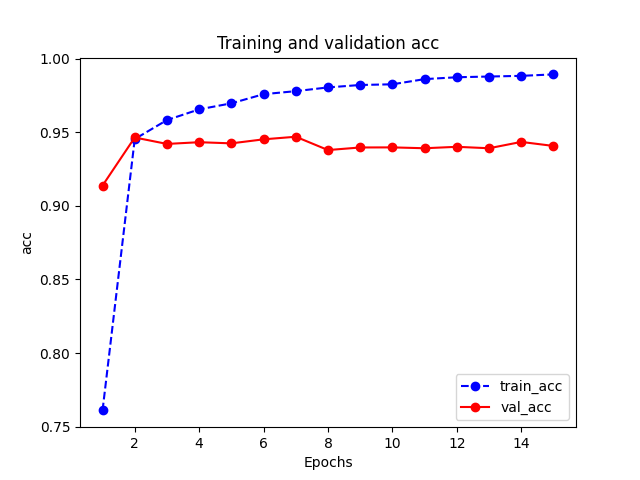 Training and validation acc
1.00
0.95
0.90
0.85
0.80
0.75
acc
2 4 6 8 10 12 14
Epochs
train_acc
val_acc